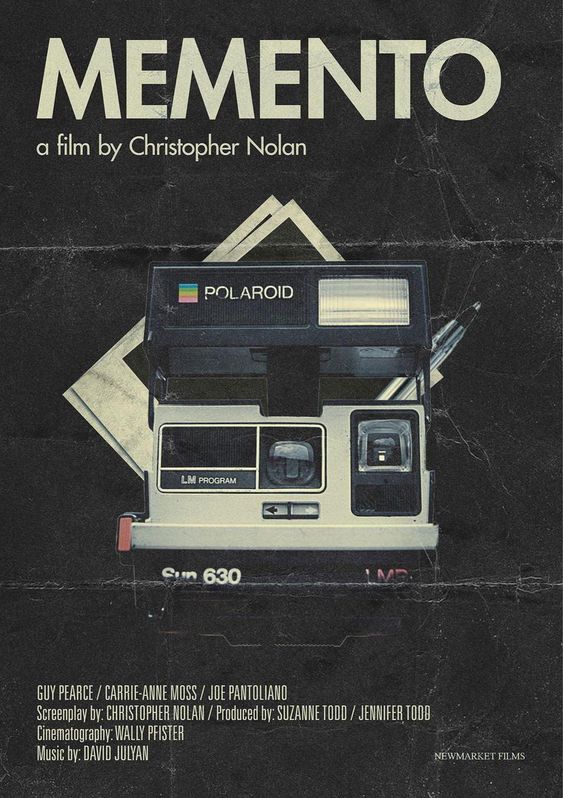 MEMENTO
a film by Christopher Nolan
POLAROID
LM PROGRAM
Sun 630
LMP
GUY PEARCE / CARRIE-ANNE MOSS / JOE PANTOLIANO
Screenplay by: CHRISTOPHER NOLAN / Produced by: SUZANNE TODD / JENNIFER TODD
Cinematography: WALLY PFISTER
Music by: DAVID JULYAN
NEWMARKET FILMS